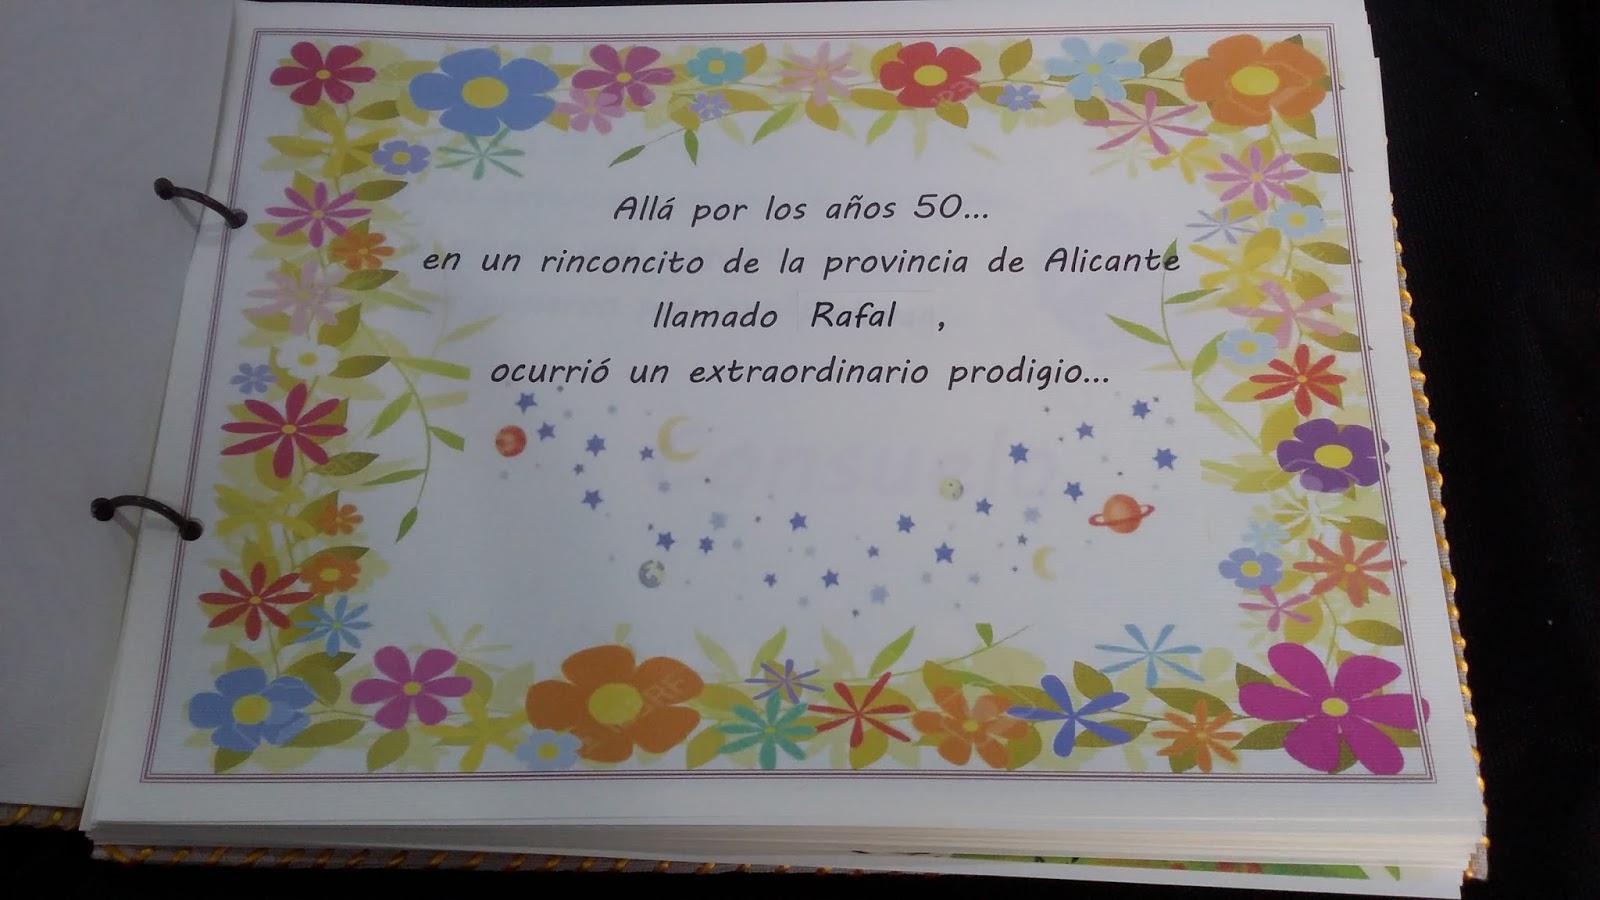 Allá por los años 50...
en un rinconcito de la provincia de Alicante
llamado Rafal ,
ocurrió un extraordinario prodigio...